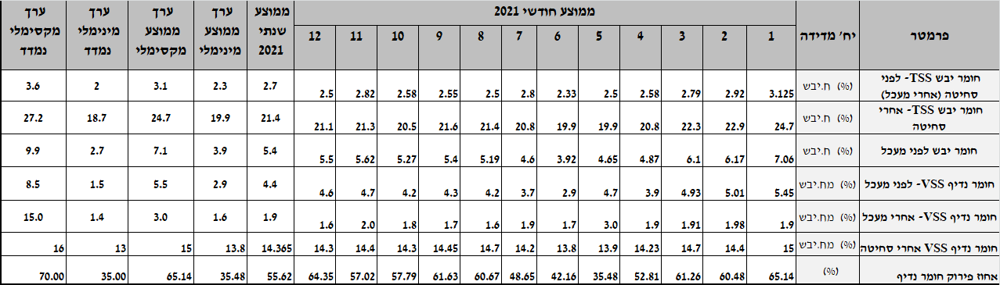 פרמטר יח' מדידה ממוצע חודשי 2021 ממוצע שנתי 2021 ערך ממוצע מינימלי ערך ממוצע מקסימלי ערך מינימלי נמדד ערך מקסימלי נמדד
1 2 3 4 5 6 7 8 9 10 11 12
חומר יבש TSS- לפני סחיטה (אחרי מעכל) (%) ח.יבש 3.125 2.92 2.79 2.58 2.5 2.33 2.8 2.5 2.55 2.58 2.82 2.5 2.7 2.3 3.1 2 3.6
חומר יבש TSS- אחרי סחיטה (%) ח.יבש 24.7 22.9 22.3 20.8 19.9 19.9 20.8 21.4 21.6 20.5 21.3 21.1 21.4 19.9 24.7 18.7 27.2
חומר יבש לפני מעכל (%) ח.יבש 7.06 6.17 6.1 4.87 4.65 3.92 4.6 5.19 5.4 5.27 5.62 5.5 5.4 3.9 7.1 2.7 9.9
חומר נדיף VSS- לפני מעכל (%) מח.יבש 5.45 5.01 4.93 3.9 4.7 2.9 3.7 4.2 4.3 4.2 4.7 4.6 4.4 2.9 5.5 1.5 8.5
חומר נדיף VSS- אחרי מעכל (%) מח.יבש 1.9 1.98 1.91 1.9 3.0 1.7 1.9 1.6 1.7 1.8 2.0 1.6 1.9 1.6 3.0 1.4 15.0
חומר נדיף VSS אחרי סחיטה (%) מח.יבש 15 14.4 14.7 14.23 13.9 13.8 14.2 14.7 14.45 14.3 14.4 14.3 14.365 13.8 15 13 16
אחוז פירוק חומר נדיף (%) 65.14 60.48 61.26 52.81 35.48 42.16 48.65 60.67 61.63 57.79 57.02 64.35 55.62 35.48 65.14 35.00 70.00